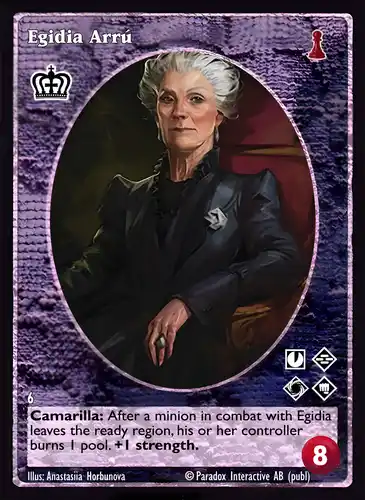 Egidia Arrú
6
Camarilla: After a minion in combat with Egidia
leaves the ready region, his or her controller
burns 1 pool. +1 strength.
8
Illus: Anastasiia Horbunova © Paradox Interactive AB (publ)